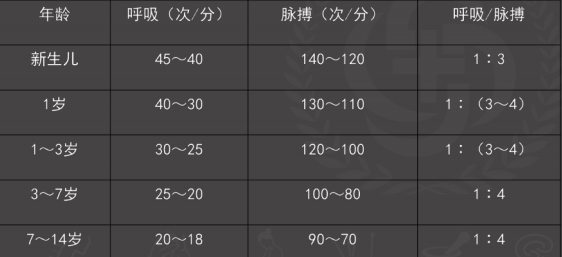 年龄 呼吸（次/分） 脉搏（次/分） 呼吸/脉搏
新生儿 45～40 140～120 1：3
1岁 40～30 130～110 1：（3～4）
1～3岁 30～25 120～100 1：（3～4）
3～7岁 25～20 100～80 1：4
7～14岁 20～18 90～70 1：4